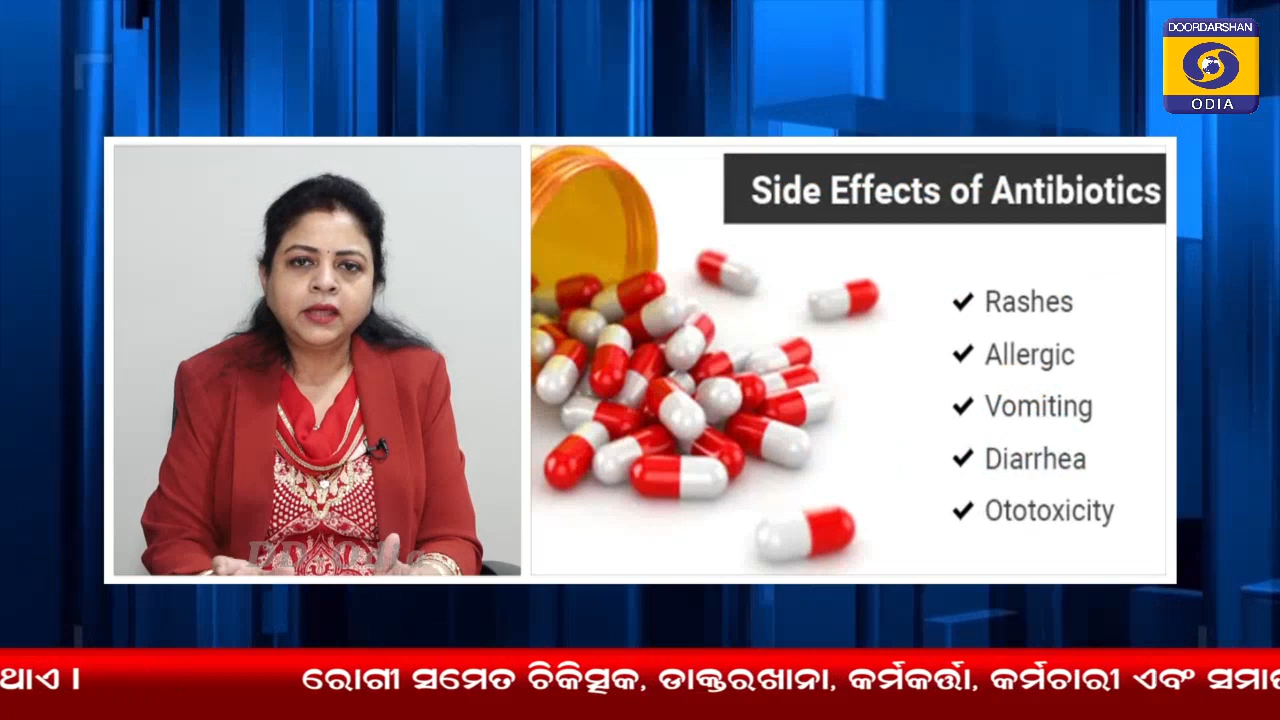 DOORDARSHAN
ODIA
Side Effects of Antibiotics
✔ Rashes
✔ Allergic
✔ Vomiting
✔ Diarrhea
✔ Ototoxicity
ଥାଏ । ରୋଗୀ ସମେତ ଚିକିତ୍ସକ, ଡାକ୍ତରଖାନା, କର୍ମକର୍ତ୍ତା, କର୍ମଚାରୀ ଏବଂ